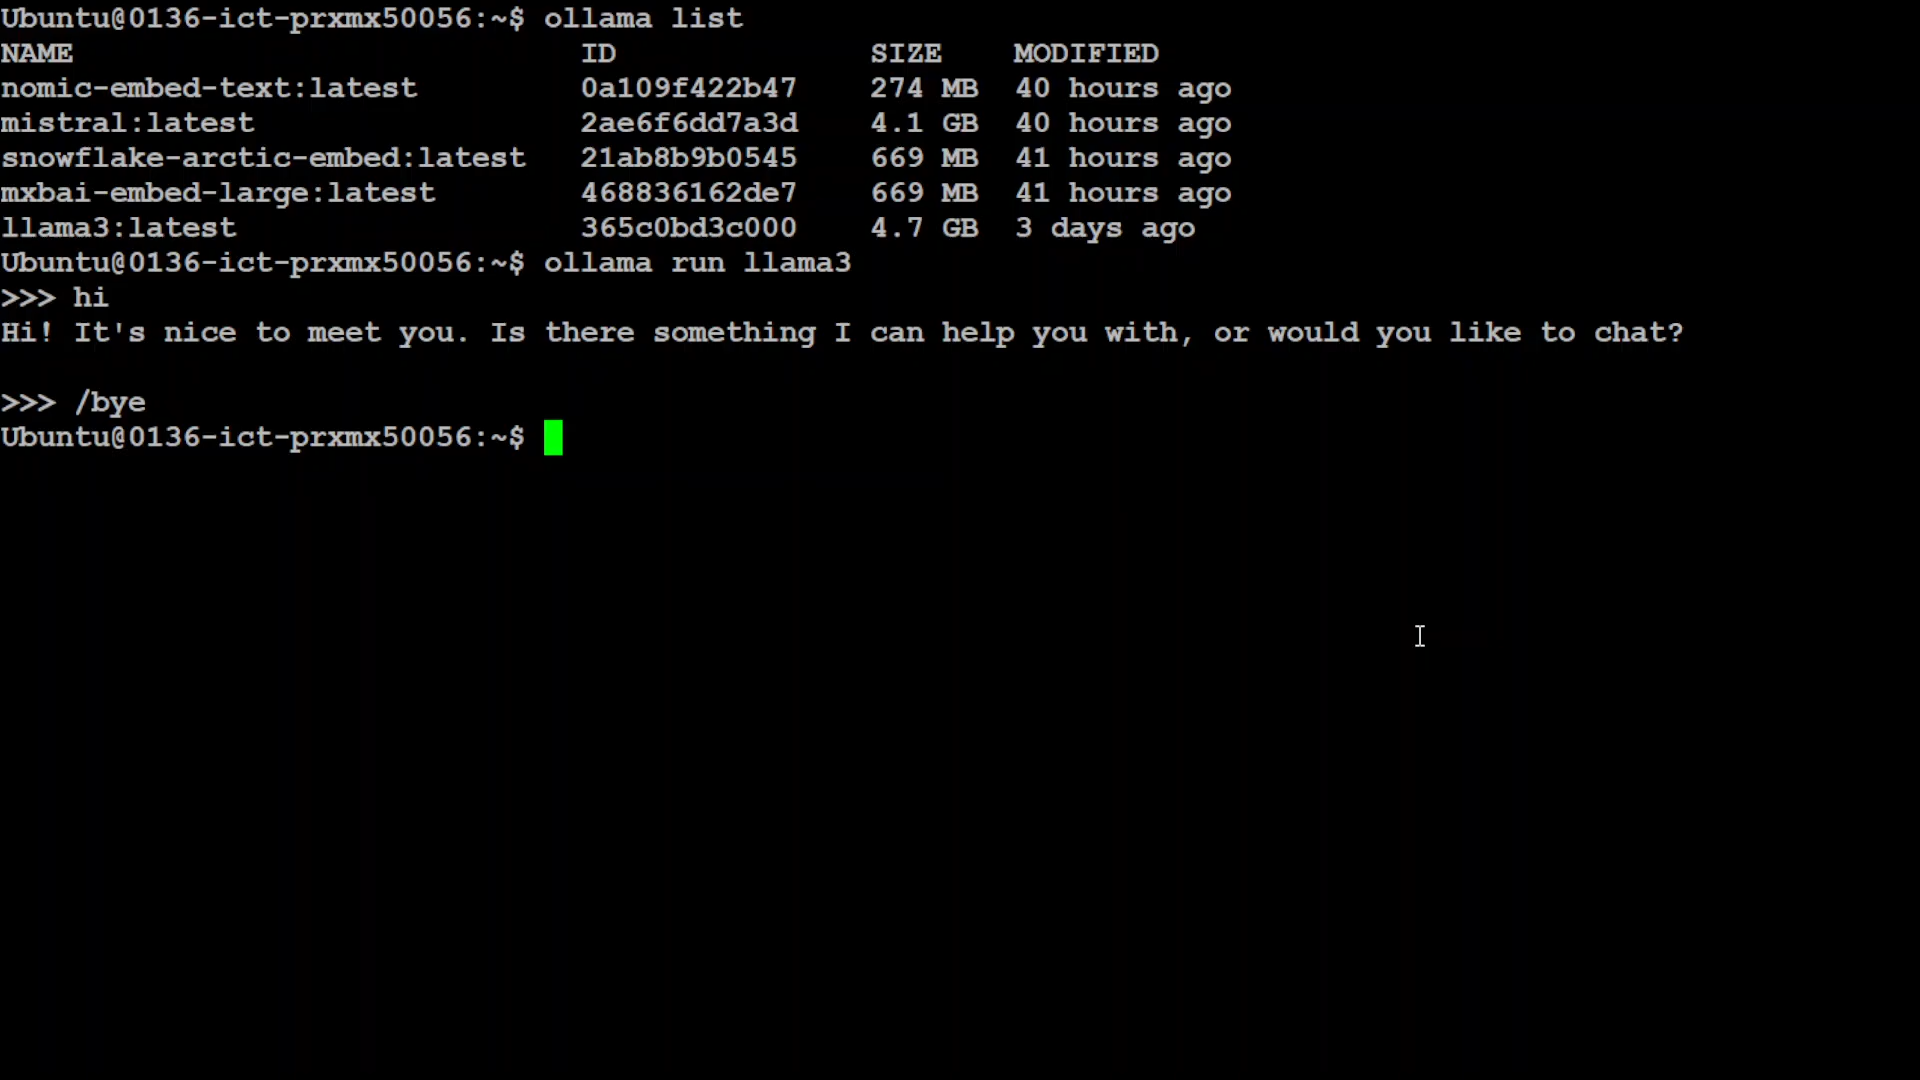 Ubuntu@0136-ict-prxmx50056:~$ ollama list
NAME ID SIZE MODIFIED
nomic-embed-text:latest 0a109f422b47 274 MB 40 hours ago
mistral:latest 2ae6f6dd7a3d 4.1 GB 40 hours ago
snowflake-arctic-embed:latest 21ab8b9b0545 669 MB 41 hours ago
mxbai-embed-large:latest 468836162de7 669 MB 41 hours ago
llama3:latest 365c0bd3c000 4.7 GB 3 days ago
Ubuntu@0136-ict-prxmx50056:~$ ollama run llama3
>>> hi
Hi! It's nice to meet you. Is there something I can help you with, or would you like to chat?
>>> /bye
Ubuntu@0136-ict-prxmx50056:~$